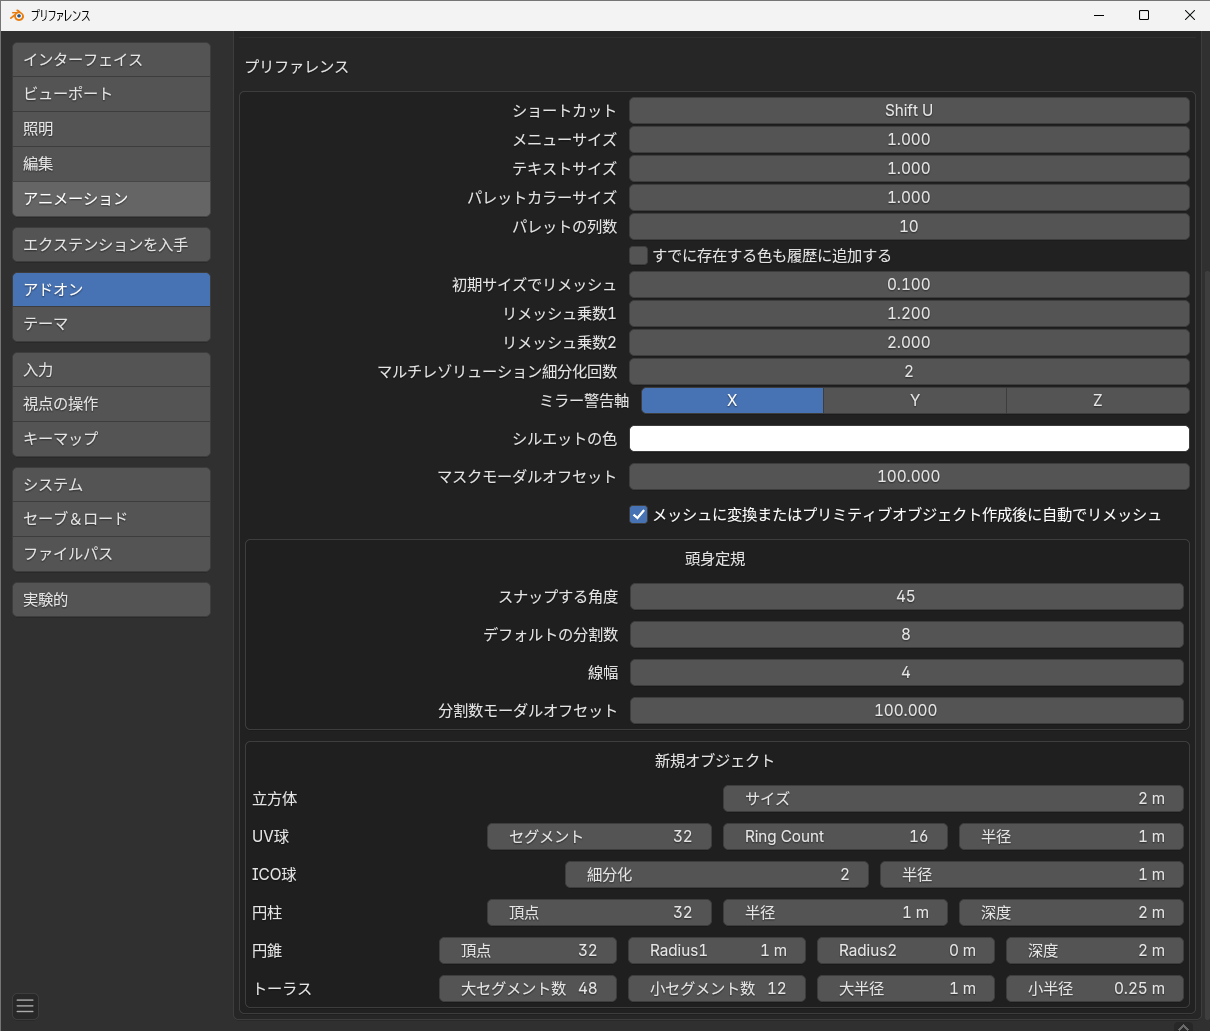 プリファレンス
インターフェイス
ビューポート
照明
編集
アニメーション
エクステンションを入手
アドオン
テーマ
入力
視点の操作
キーマップ
システム
セーブ＆ロード
ファイルパス
実験的
プリファレンス
ショートカット Shift U
メニューサイズ 1.000
テキストサイズ 1.000
パレットカラーサイズ 1.000
パレットの列数 10
すでに存在する色も履歴に追加する
初期サイズでリメッシュ 0.100
リメッシュ乗数1 1.200
リメッシュ乗数2 2.000
マルチレゾリューション細分化回数 2
ミラー警告軸 X Y Z
シルエットの色
マスクモーダルオフセット 100.000
メッシュに変換またはプリミティブオブジェクト作成後に自動でリメッシュ
頭身定規
スナップする角度 45
デフォルトの分割数 8
線幅 4
分割数モーダルオフセット 100.000
新規オブジェクト
立方体 サイズ 2 m
UV球 セグメント 32 Ring Count 16 半径 1 m
ICO球 細分化 2 半径 1 m
円柱 頂点 32 半径 1 m 深度 2 m
円錐 頂点 32 Radius1 1 m Radius2 0 m 深度 2 m
トーラス 大セグメント数 48 小セグメント数 12 大半径 1 m 小半径 0.25 m